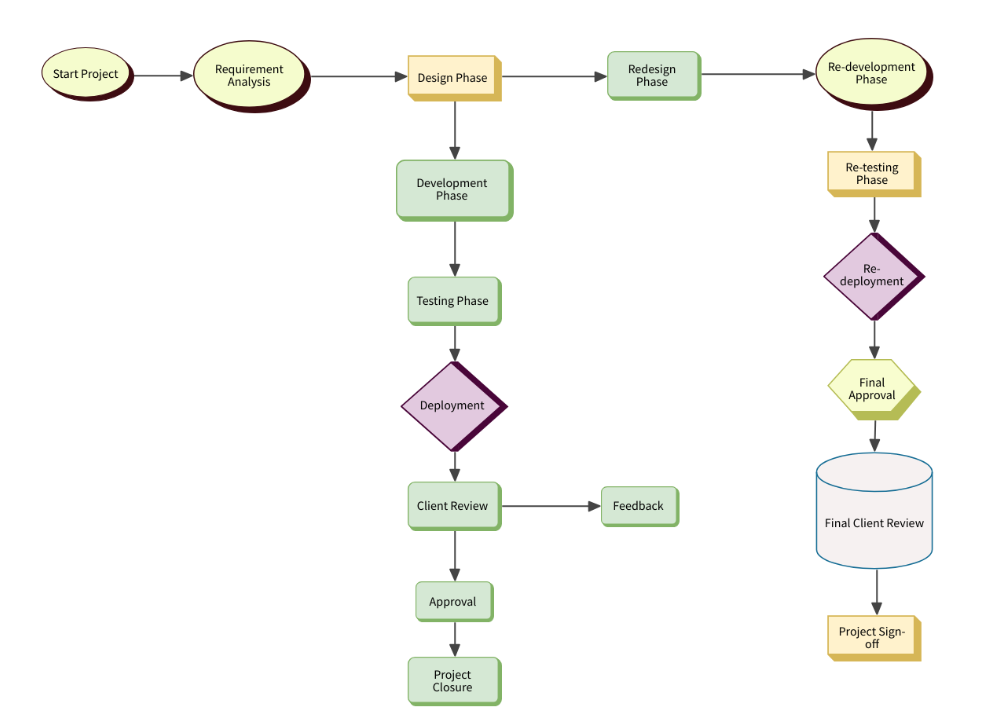 Start Project
Requirement
Analysis
Design Phase
Redesign
Phase
Re-development
Phase
Development
Phase
Re-testing
Phase
Testing Phase
Re-
deployment
Deployment
Final
Approval
Client Review
Feedback
Final Client Review
Approval
Project Sign-
off
Project
Closure